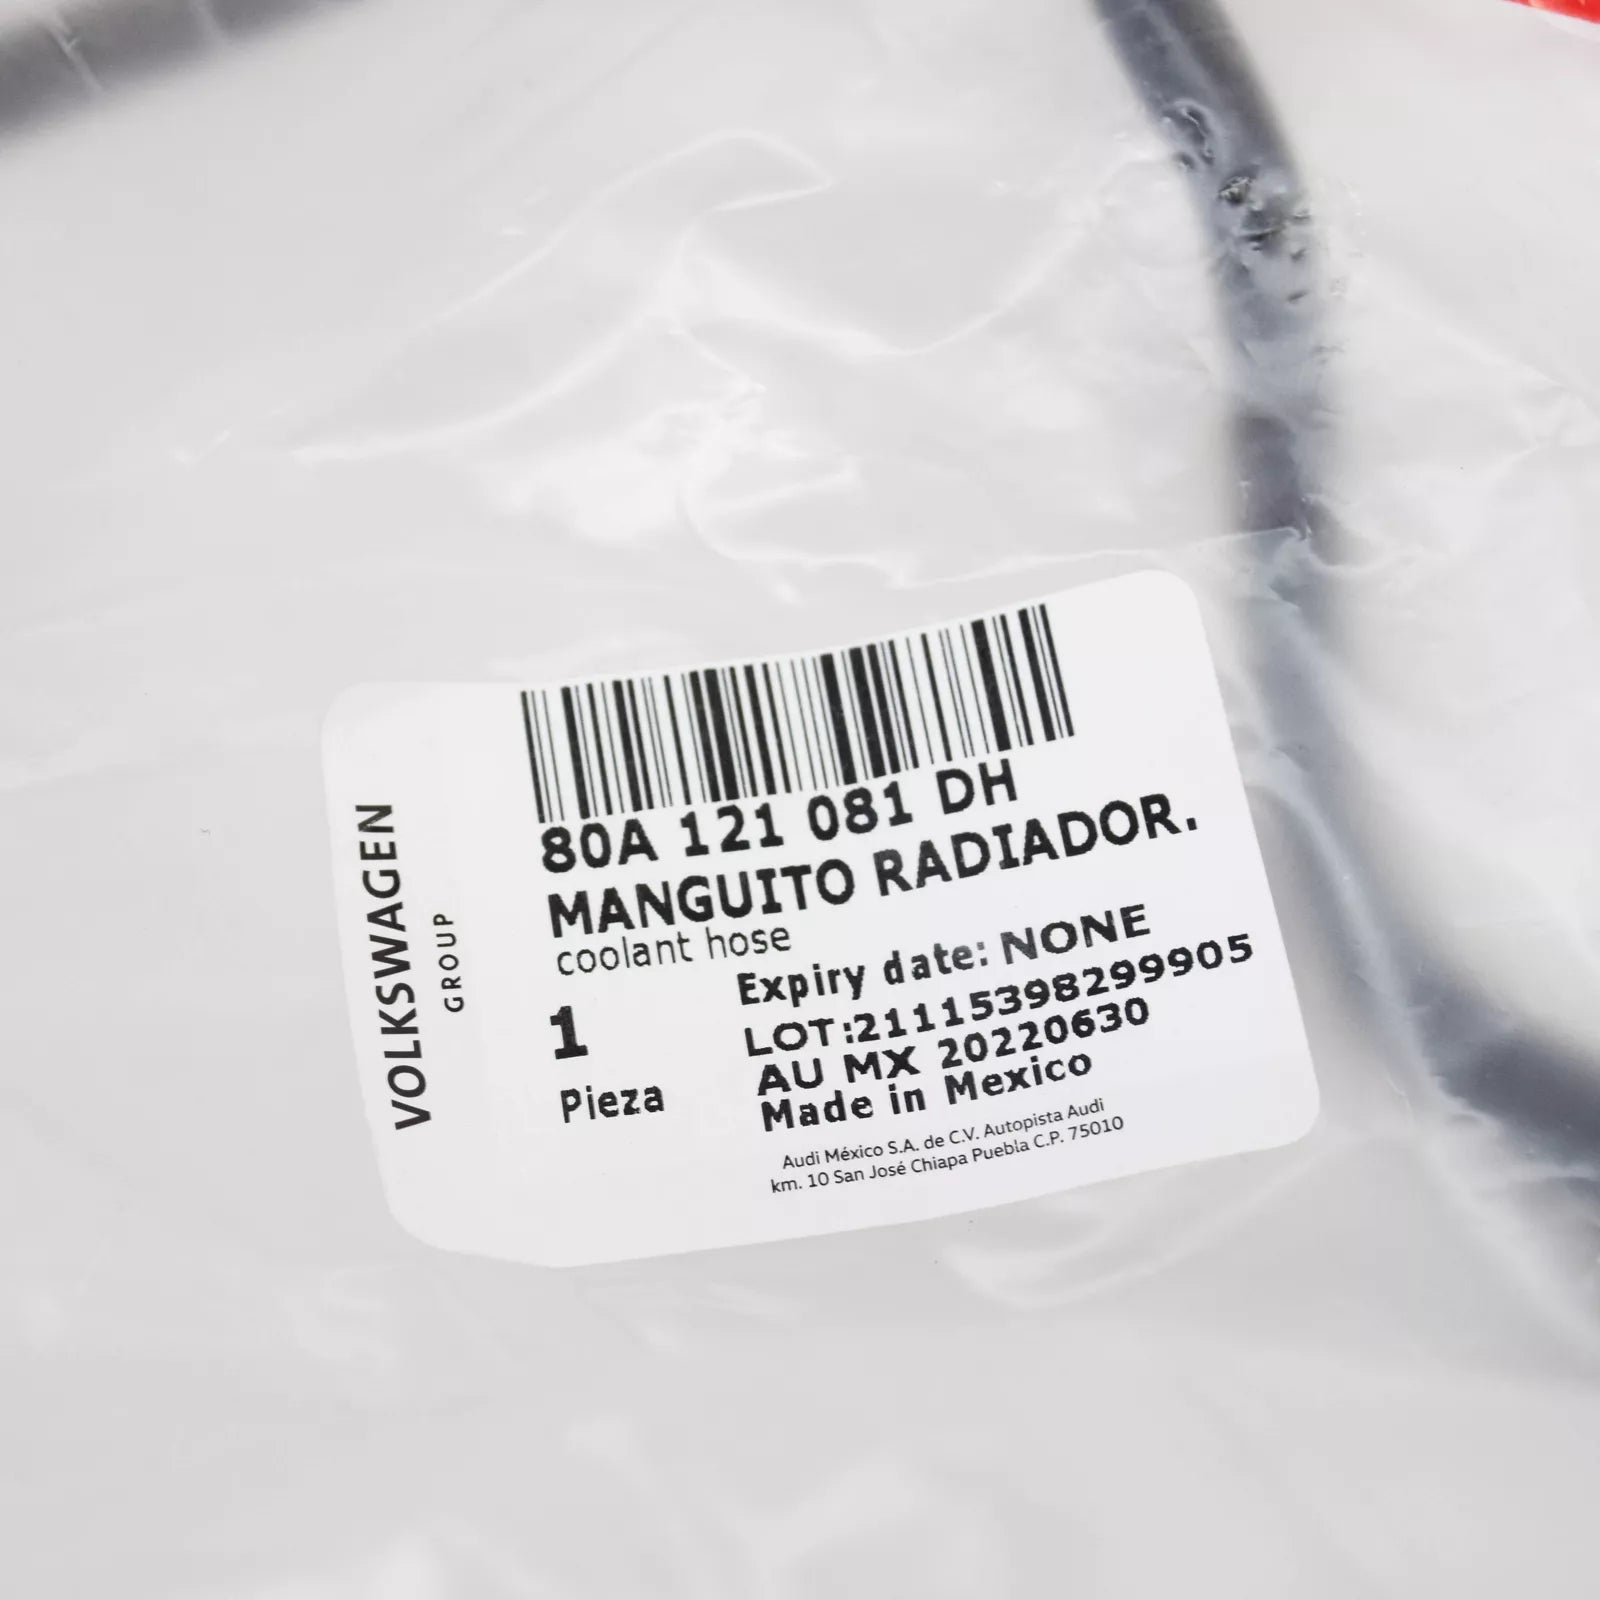 VOLKSWAGEN
GROUP
80A 121 081 DH
MANGUITO RADIADOR.
coolant hose
1
Pieza
Expiry date: NONE
LOT:211153982999905
AU MX 20220630
Made in Mexico
Audi México S.A. de C.V. Autopista Audi
km. 10 San José Chiapa Puebla C.P. 75010